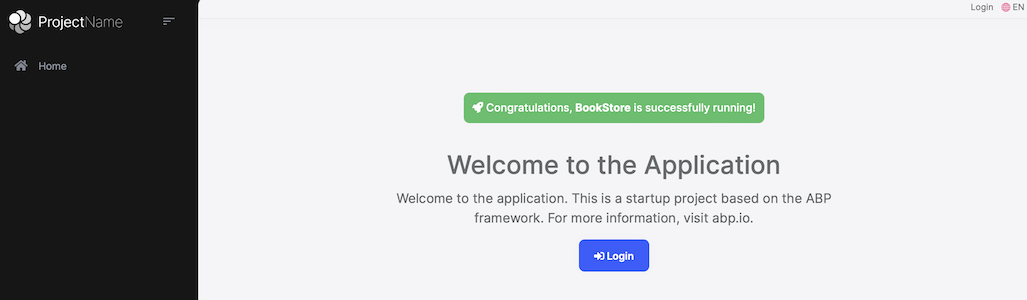 ProjectName
Login EN
Home
Congratulations, BookStore is successfully running!
Welcome to the Application
Welcome to the application. This is a startup project based on the ABP
framework. For more information, visit abp.io.
Login